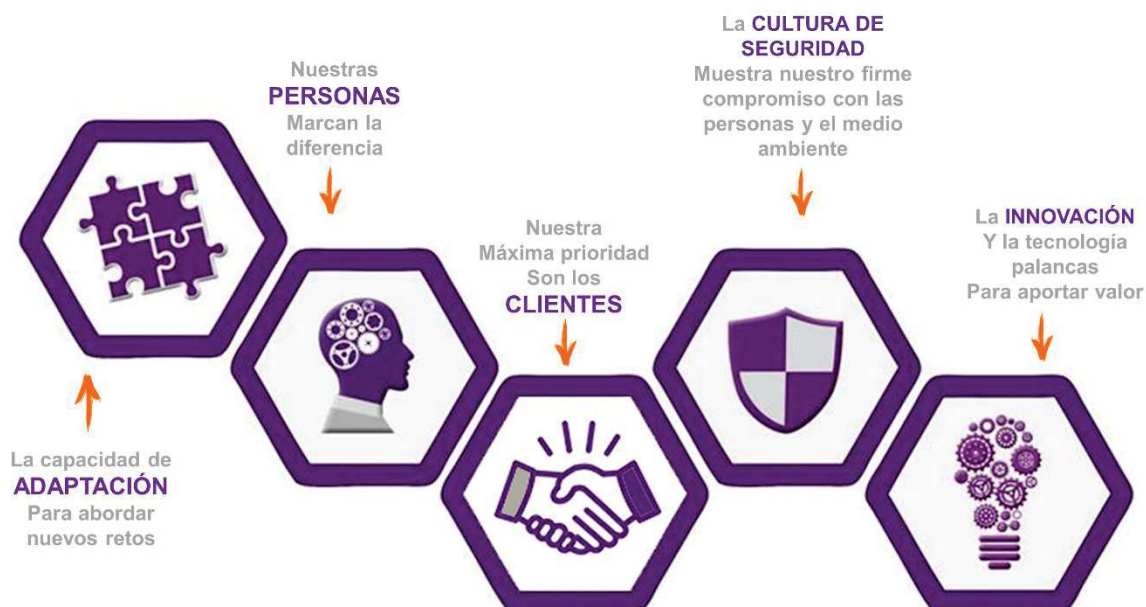 La capacidad de
ADAPTACIÓN
Para abordar
nuevos retos
Nuestras
PERSONAS
Marcan la
diferencia
Nuestra
Máxima prioridad
Son los
CLIENTES
La CULTURA DE
SEGURIDAD
Muestra nuestro firme
compromiso con las
personas y el medio
ambiente
La INNOVACIÓN
Y la tecnología
palancas
Para aportar valor